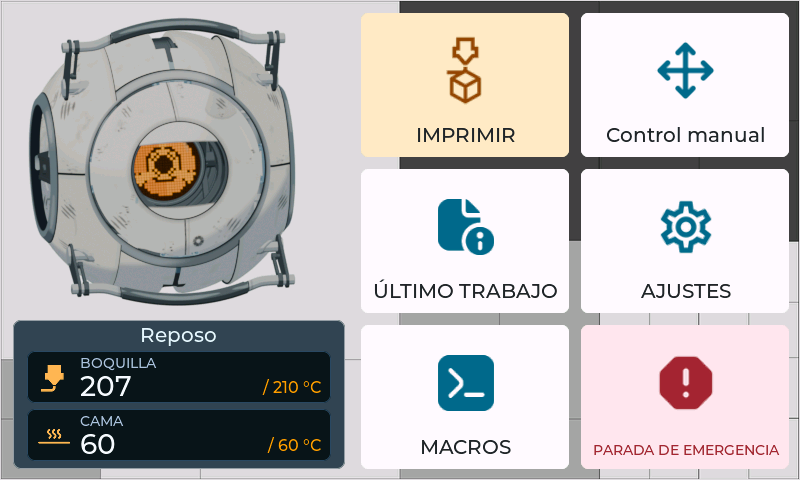 IMPRIMIR
Control manual
ÚLTIMO TRABAJO
AJUSTES
Reposo
BOQUILLA
207 / 210 °C
CAMA
60 / 60 °C
MACROS
PARADA DE EMERGENCIA